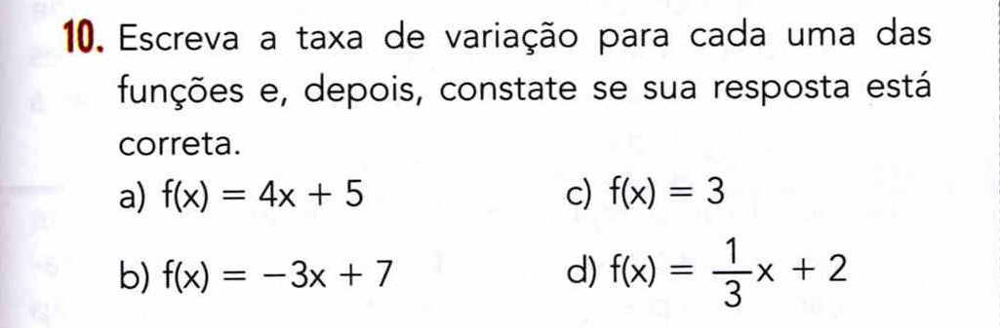 10. Escreva a taxa de variação para cada uma das
funções e, depois, constate se sua resposta está
correta.
a) f(x) = 4x + 5
c) f(x) = 3
b) f(x) = −3x + 7
d) f(x) = 1/3 x + 2